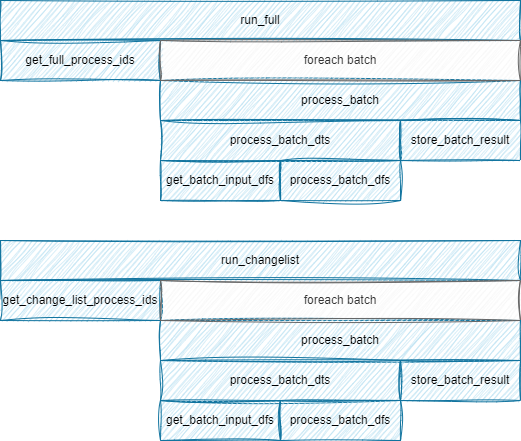 run_full
get_full_process_ids
foreach batch
process_batch
process_batch_dts
store_batch_result
get_batch_input_dfs
process_batch_dfs
run_changelist
get_change_list_process_ids
foreach batch
process_batch
process_batch_dts
store_batch_result
get_batch_input_dfs
process_batch_dfs